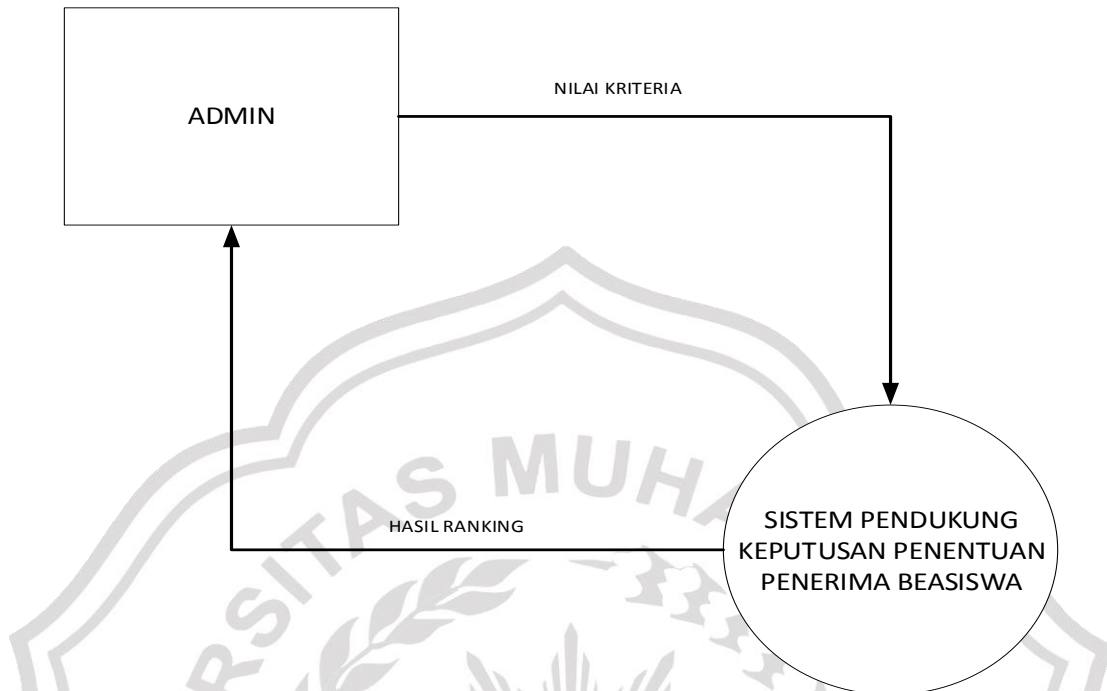 ADMIN
NILAI KRITERIA
HASIL RANKING
SISTEM PENDUKUNG
KEPUTUSAN PENENTUAN
PENERIMA BEASISWA